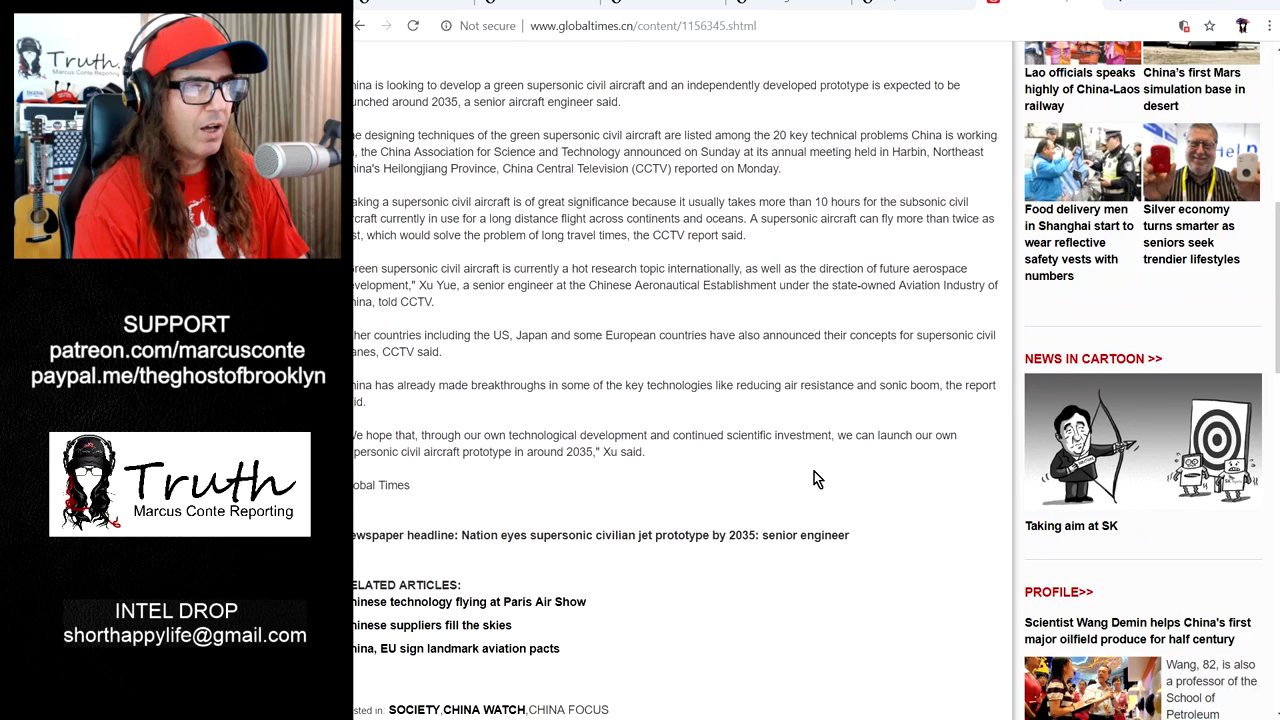 Truth.
Marcus Conte Reporting
SUPPORT
patreon.com/marcusconte
paypal.me/theghostofbrooklyn
Truth
Marcus Conte Reporting
INTEL DROP
shorthappylife@gmail.com
Not secure
www.globaltimes.cn/content/1156345.shtml
ina is looking to develop a green supersonic civil aircraft and an independently developed prototype is expected to be
unched around 2035, a senior aircraft engineer said.
e designing techniques of the green supersonic civil aircraft are listed among the 20 key technical problems China is working
, the China Association for Science and Technology announced on Sunday at its annual meeting held in Harbin, Northeast
ina's Heilongjiang Province, China Central Television (CCTV) reported on Monday.
aking a supersonic civil aircraft is of great significance because it usually takes more than 10 hours for the subsonic civil
craft currently in use for a long distance flight across continents and oceans. A supersonic aircraft can fly more than twice as
st, which would solve the problem of long travel times, the CCTV report said.
reen supersonic civil aircraft is currently a hot research topic internationally, as well as the direction of future aerospace
velopment," Xu Yue, a senior engineer at the Chinese Aeronautical Establishment under the state-owned Aviation Industry of
ina, told CCTV.
her countries including the US, Japan and some European countries have also announced their concepts for supersonic civil
anes, CCTV said.
ina has already made breakthroughs in some of the key technologies like reducing air resistance and sonic boom, the report
id.
e hope that, through our own technological development and continued scientific investment, we can launch our own
personic civil aircraft prototype in around 2035," Xu said.
obal Times
ewspaper headline: Nation eyes supersonic civilian jet prototype by 2035: senior engineer
ELATED ARTICLES:
hinese technology flying at Paris Air Show
hinese suppliers fill the skies
hina, EU sign landmark aviation pacts
sted in: SOCIETY,CHINA WATCH,CHINA FOCUS
Lao officials speaks
highly of China-Laos
railway
China's first Mars
simulation base in
desert
Help
Food delivery men
in Shanghai start to
wear reflective
safety vests with
numbers
Silver economy
turns smarter as
seniors seek
trendier lifestyles
NEWS IN CARTOON >>
Taking aim at SK
PROFILE>>
Scientist Wang Demin helps China's first
major oilfield produce for half century
Wang, 82, is also
a professor of the
School of
Petroleum